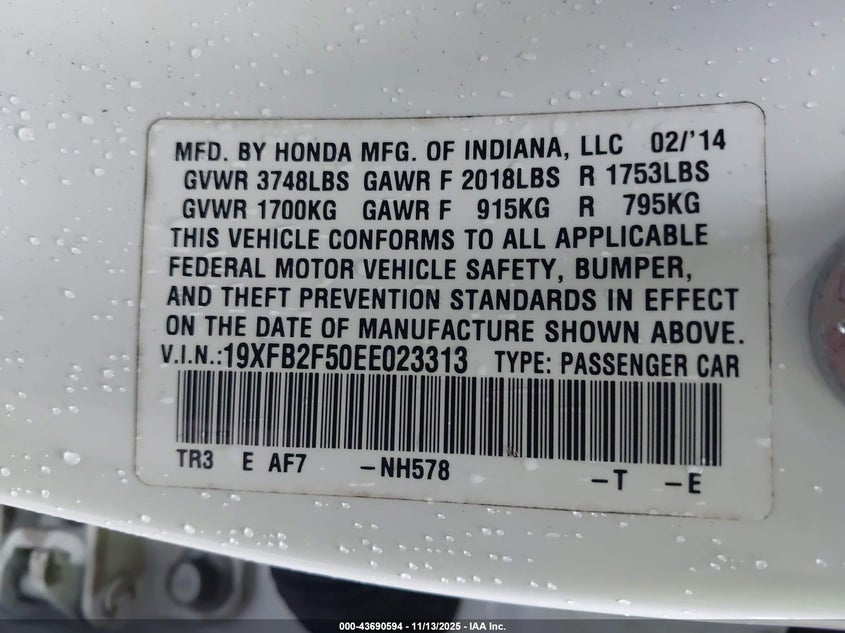 MFD. BY HONDA MFG. OF INDIANA, LLC 02/'14
GVWR 3748LBS GAWR F 2018LBS R 1753LBS
GVWR 1700KG GAWR F 915KG R 795KG
THIS VEHICLE CONFORMS TO ALL APPLICABLE
FEDERAL MOTOR VEHICLE SAFETY, BUMPER,
AND THEFT PREVENTION STANDARDS IN EFFECT
ON THE DATE OF MANUFACTURE SHOWN ABOVE.
V.I.N.:19XFB2F50EE023313 TYPE: PASSENGER CAR
TR3 E AF7 -NH578 -T -E
000-43690594 - 11/13/2025 - IAA Inc.